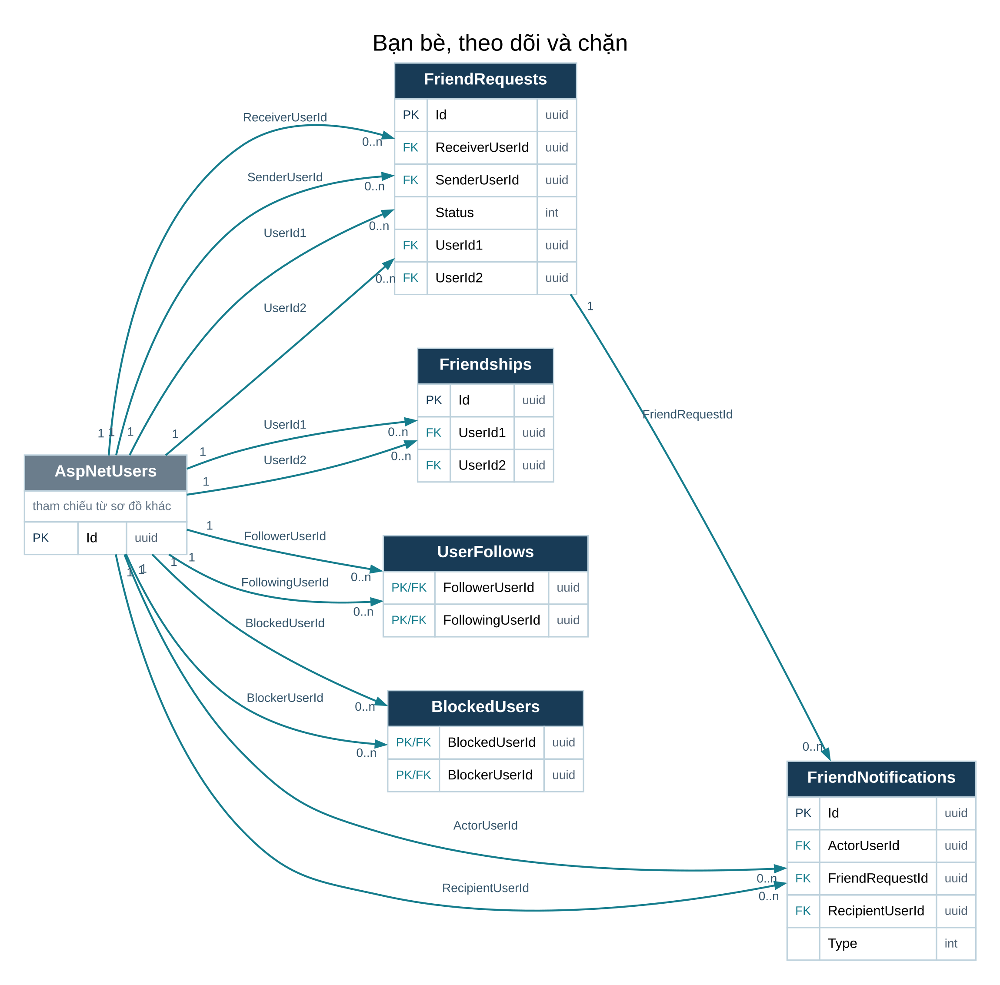 Bạn bè, theo dõi và chặn
FriendRequests
PK Id uuid
FK ReceiverUserId uuid
FK SenderUserId uuid
Status int
FK UserId1 uuid
FK UserId2 uuid
ReceiverUserId
0..n
SenderUserId
0..n
UserId1
0..n
UserId2
0..n
1
1
1
1
1
FriendRequestId
0..n
Friendships
PK Id uuid
FK UserId1 uuid
FK UserId2 uuid
UserId1
0..n
1
UserId2
0..n
1
AspNetUsers
tham chiếu từ sơ đồ khác
PK Id uuid
1
FollowerUserId
0..n
1
FollowingUserId
0..n
UserFollows
PK/FK FollowerUserId uuid
PK/FK FollowingUserId uuid
1
BlockedUserId
0..n
1
BlockerUserId
0..n
BlockedUsers
PK/FK BlockedUserId uuid
PK/FK BlockerUserId uuid
1
ActorUserId
0..n
1
RecipientUserId
0..n
FriendNotifications
PK Id uuid
FK ActorUserId uuid
FK FriendRequestId uuid
FK RecipientUserId uuid
Type int